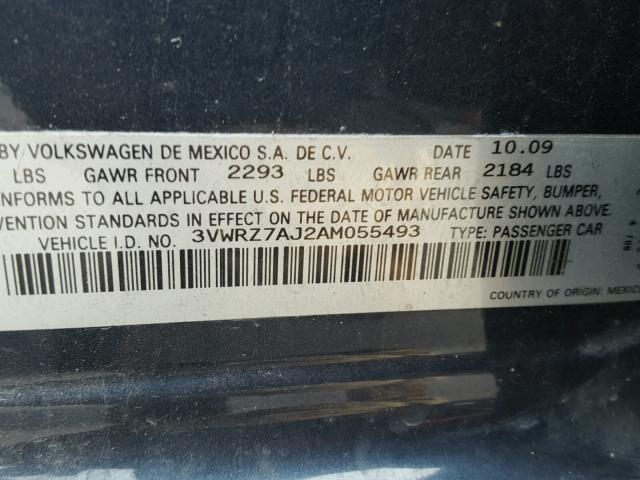 BY VOLKSWAGEN DE MEXICO S.A. DE C.V. DATE 10.09
LBS GAWR FRONT 2293 LBS GAWR REAR 2184 LBS
NFORMS TO ALL APPLICABLE U.S. FEDERAL MOTOR VEHICLE SAFETY, BUMPER,
VENTION STANDARDS IN EFFECT ON THE DATE OF MANUFACTURE SHOWN ABOVE.
VEHICLE I.D. NO. 3VWRZ7AJ2AM055493 TYPE: PASSENGER CAR
COUNTRY OF ORIGIN: MEXIC